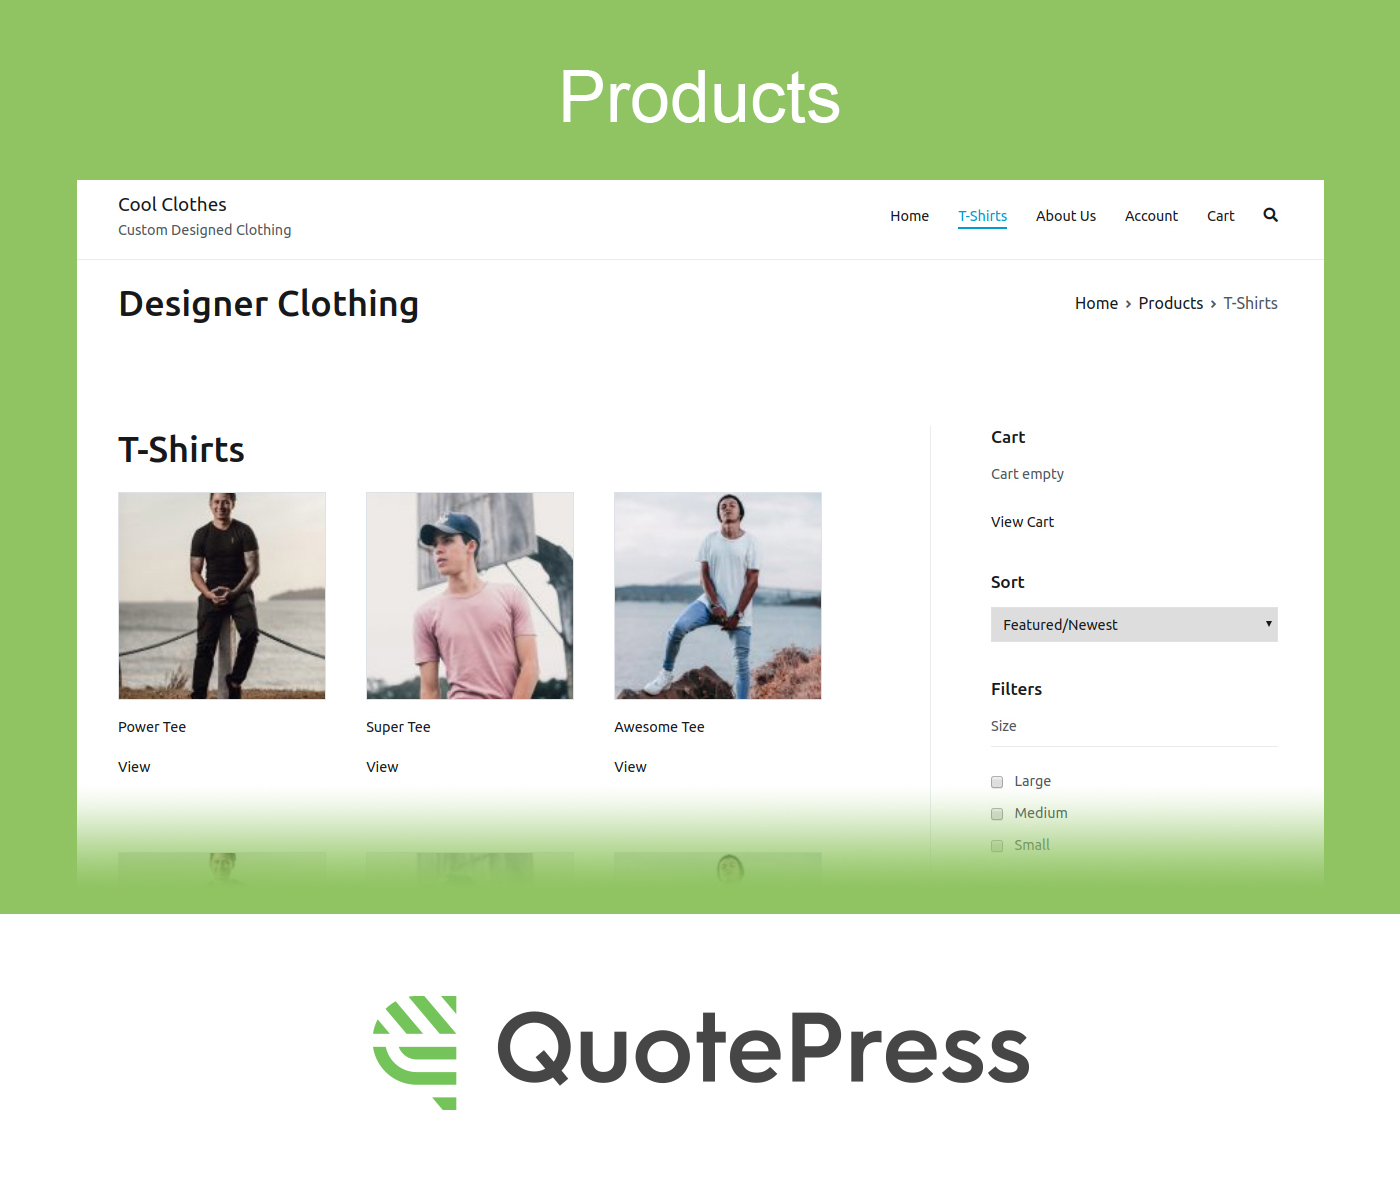 Products
Cool Clothes
Custom Designed Clothing
Home T-Shirts About Us Account Cart
Designer Clothing
Home › Products › T-Shirts
T-Shirts
Power Tee
View
Super Tee
View
Awesome Tee
View
Cart
Cart empty
View Cart
Sort
Featured/Newest
Filters
Size
Large
Medium
Small
QuotePress